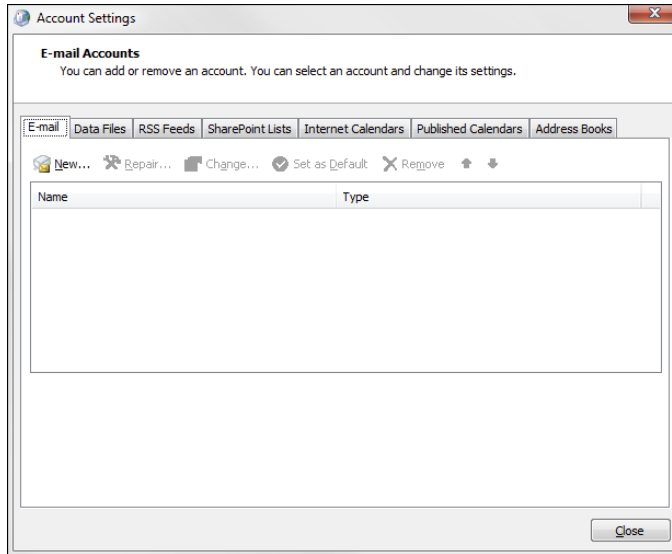 Account Settings
E-mail Accounts
You can add or remove an account. You can select an account and change its settings.
E-mail Data Files RSS Feeds SharePoint Lists Internet Calendars Published Calendars Address Books
New... Repair... Change... Set as Default Remove
Name Type
Close